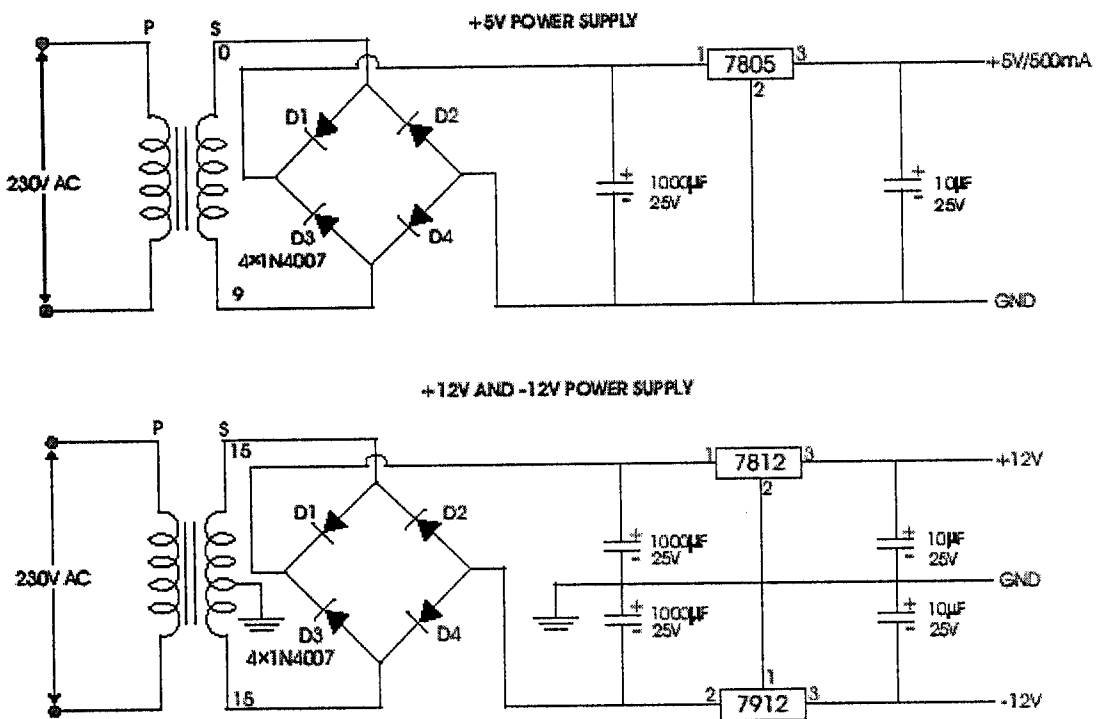 +5V POWER SUPPLY
P S
0
1 7805 3
+5V/500mA
2
D1 D2
230V AC
+
-
1000µF
25V
+
-
10µF
25V
D3 D4
4×1N4007
9
GND
+12V AND -12V POWER SUPPLY
P S
15
1 7812 3
+12V
2
D1 D2
+
-
1000µF
25V
+
-
10µF
25V
230V AC
GND
+
-
1000µF
25V
+
-
10µF
25V
D3 D4
4×1N4007
15
1
2 7912 3
-12V